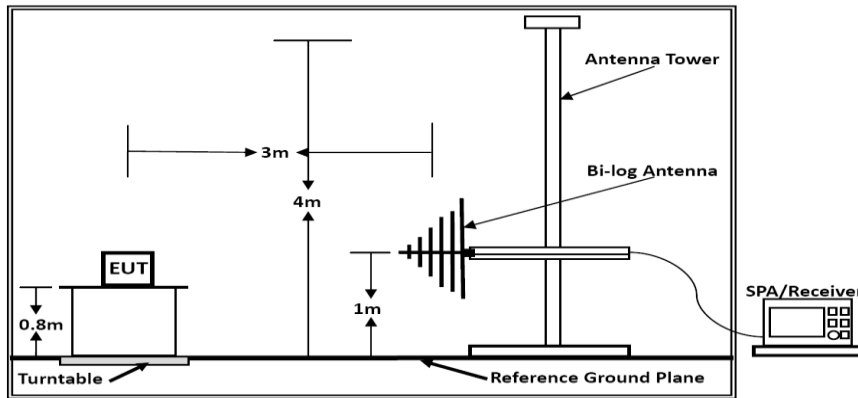 Antenna Tower
3m
Bi-log Antenna
4m
EUT
1m
SPA/Receiver
0.8m
Turntable
Reference Ground Plane